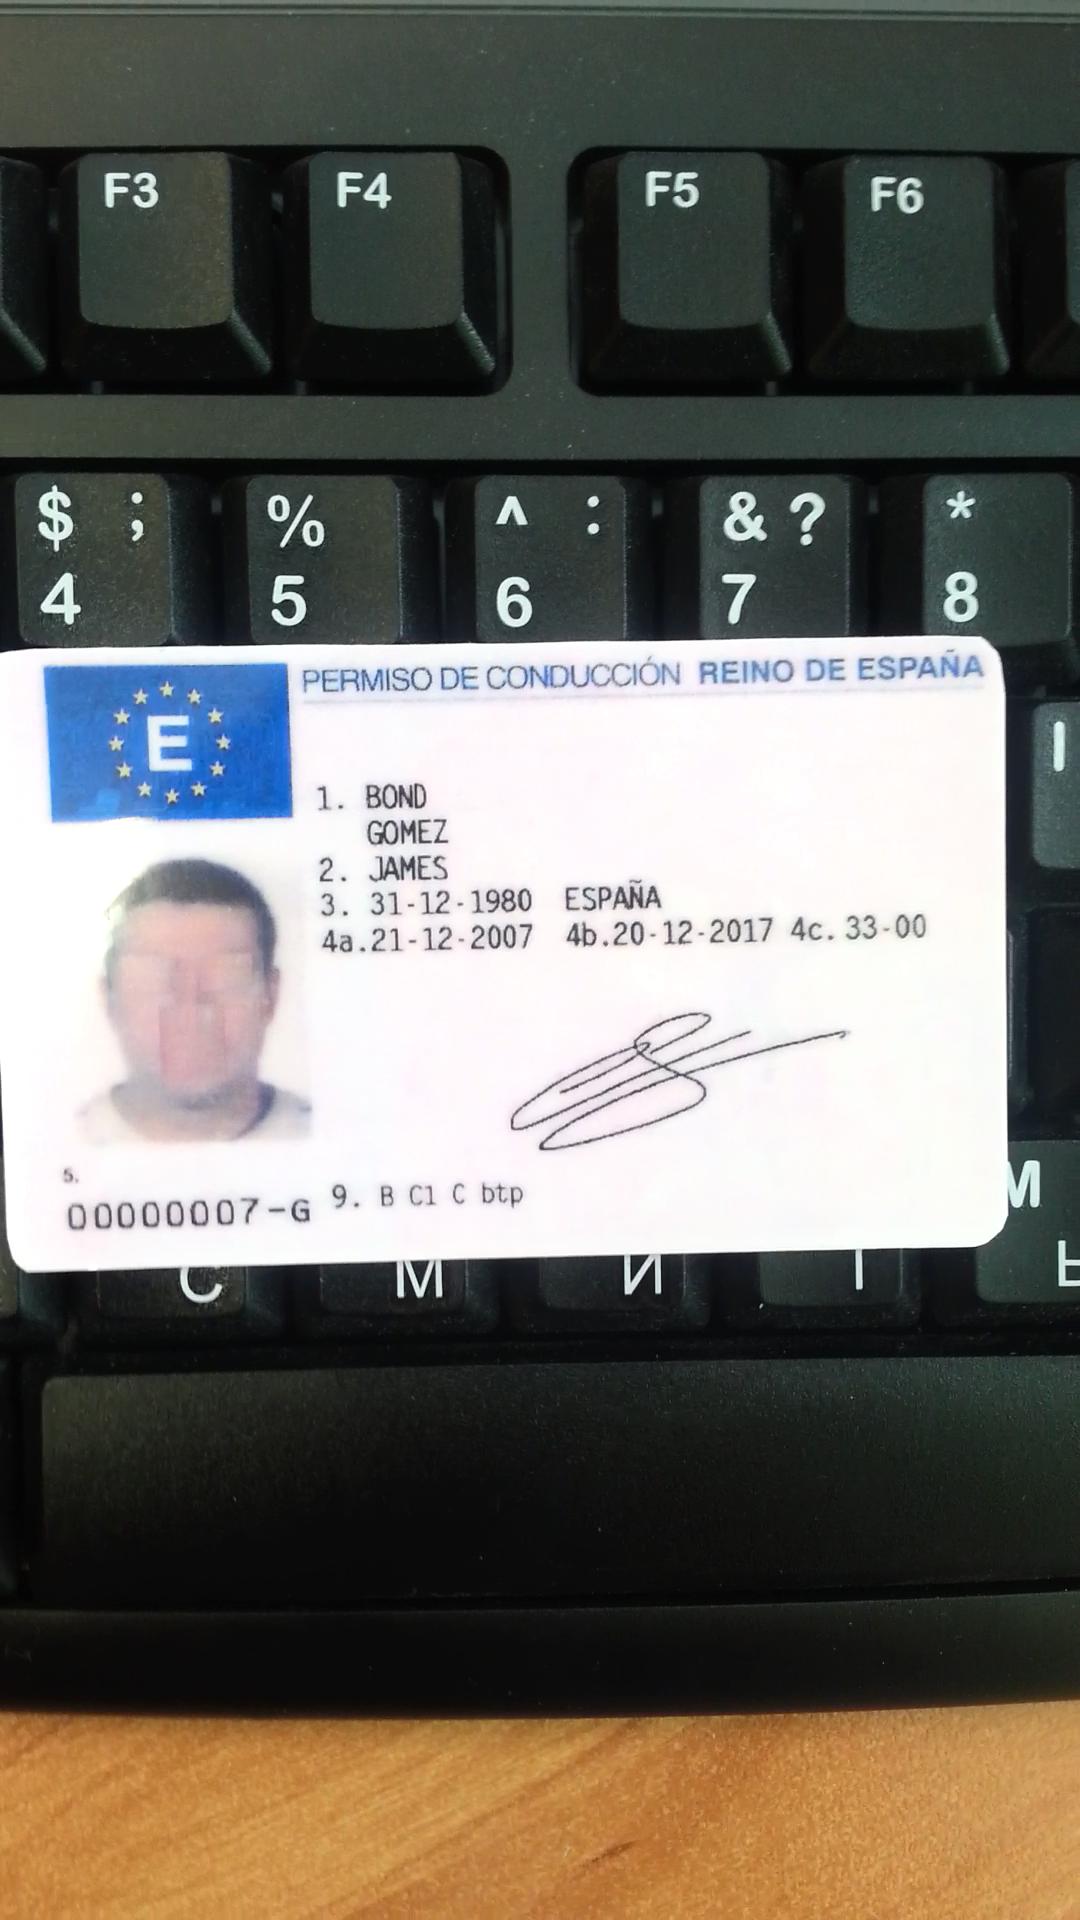 F3 F4 F5 F6
$ ; % ^ : & ? *
4 5 6 7 8
E
PERMISO DE CONDUCCIÓN REINO DE ESPAÑA
I
1. BOND
GOMEZ
2. JAMES
3. 31-12-1980 ESPAÑA
4a.21-12-2007 4b.20-12-2017 4c. 33-00
5.
00000007-G 9. B C1 C btp
M
С М И І Ь